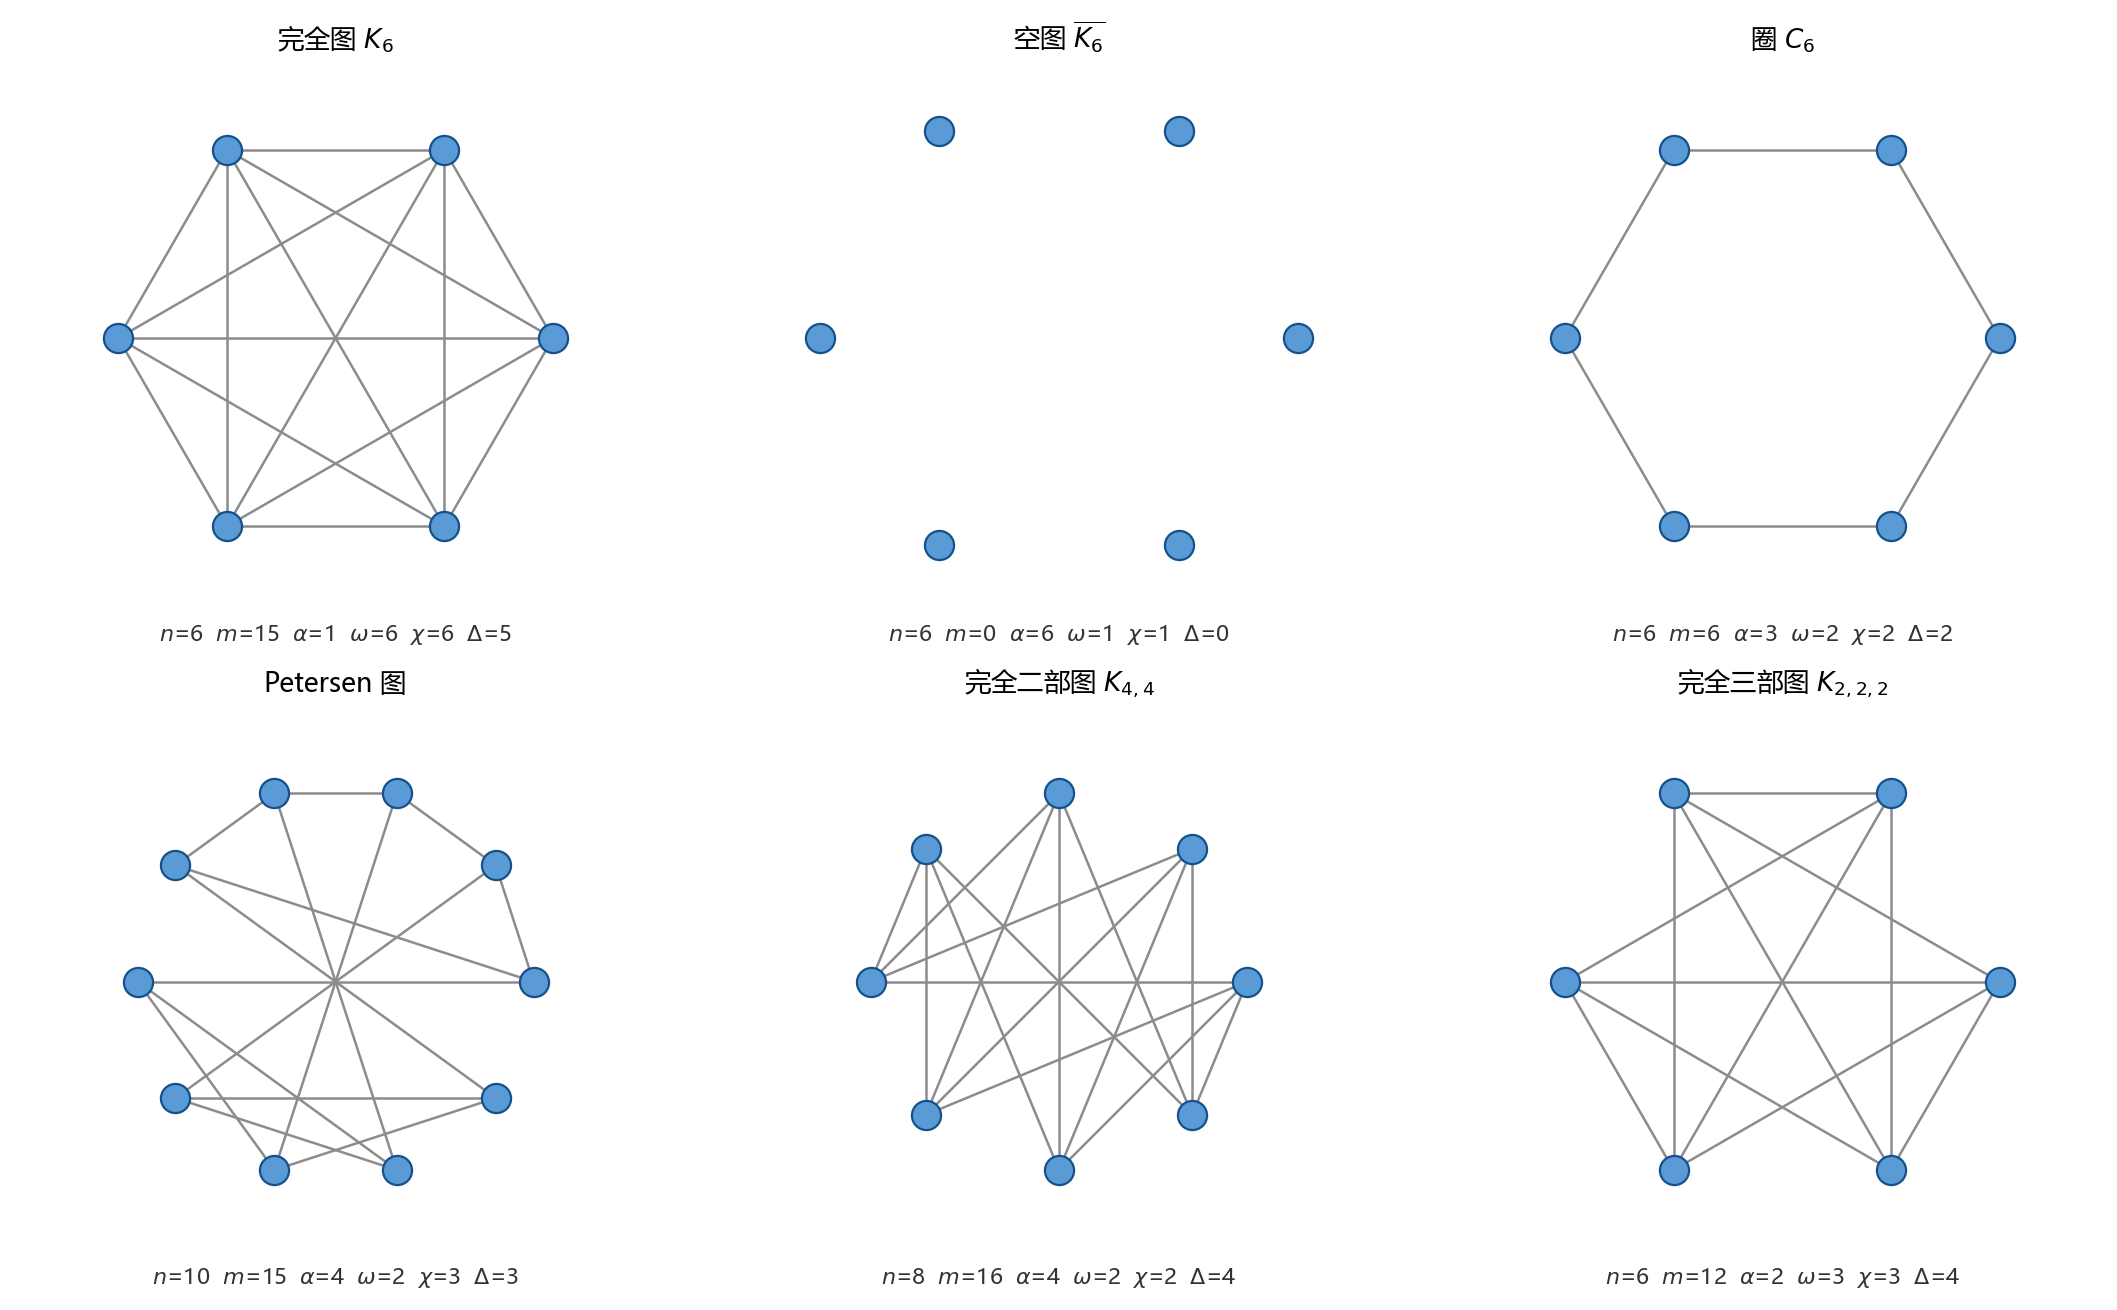 完全图 K₆
空图 K̅₆̅
圈 C₆
n=6 m=15 α=1 ω=6 χ=6 Δ=5
n=6 m=0 α=6 ω=1 χ=1 Δ=0
n=6 m=6 α=3 ω=2 χ=2 Δ=2
Petersen 图
完全二部图 K₄,₄
完全三部图 K₂,₂,₂
n=10 m=15 α=4 ω=2 χ=3 Δ=3
n=8 m=16 α=4 ω=2 χ=2 Δ=4
n=6 m=12 α=2 ω=3 χ=3 Δ=4